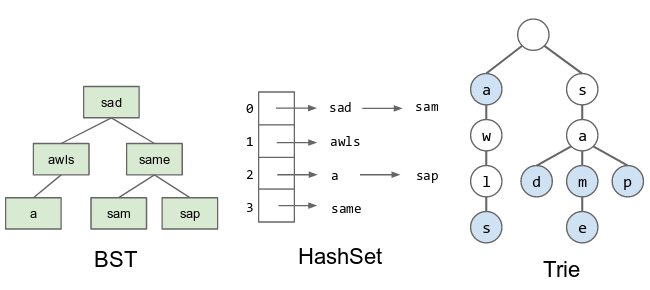 sad
awls same
a sam sap
BST
0 sad sam
1 awls
2 a sap
3 same
HashSet
a s
w a
l d m p
s e
Trie